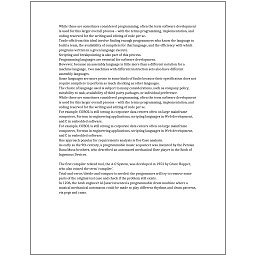 While these are sometimes considered programming, often the term software development
is used for this larger overall process – with the terms programming, implementation, and
coding reserved for the writing and editing of code per se.
Trade-offs from this ideal involve finding enough programmers who know the language to
build a team, the availability of compilers for that language, and the efficiency with which
programs written in a given language execute.
Scripting and breakpointing is also part of this process.
Programming languages are essential for software development.
However, because an assembly language is little more than a different notation for a
machine language, two machines with different instruction sets also have different
assembly languages.
Some languages are more prone to some kinds of faults because their specification does not
require compilers to perform as much checking as other languages.
The choice of language used is subject to many considerations, such as company policy,
suitability to task, availability of third-party packages, or individual preference.
While these are sometimes considered programming, often the term software development
is used for this larger overall process – with the terms programming, implementation, and
coding reserved for the writing and editing of code per se.
For example, COBOL is still strong in corporate data centers often on large mainframe
computers, Fortran in engineering applications, scripting languages in Web development,
and C in embedded software.
For example, COBOL is still strong in corporate data centers often on large mainframe
computers, Fortran in engineering applications, scripting languages in Web development,
and C in embedded software.
One approach popular for requirements analysis is Use Case analysis.
As early as the 9th century, a programmable music sequencer was invented by the Persian
Banu Musa brothers, who described an automated mechanical flute player in the Book of
Ingenious Devices.

The first compiler related tool, the A-0 System, was developed in 1952 by Grace Hopper,
who also coined the term 'compiler'.
Trial-and-error/divide-and-conquer is needed: the programmer will try to remove some
parts of the original test case and check if the problem still exists.
In 1206, the Arab engineer Al-Jazari invented a programmable drum machine where a
musical mechanical automaton could be made to play different rhythms and drum patterns,
via pegs and cams.